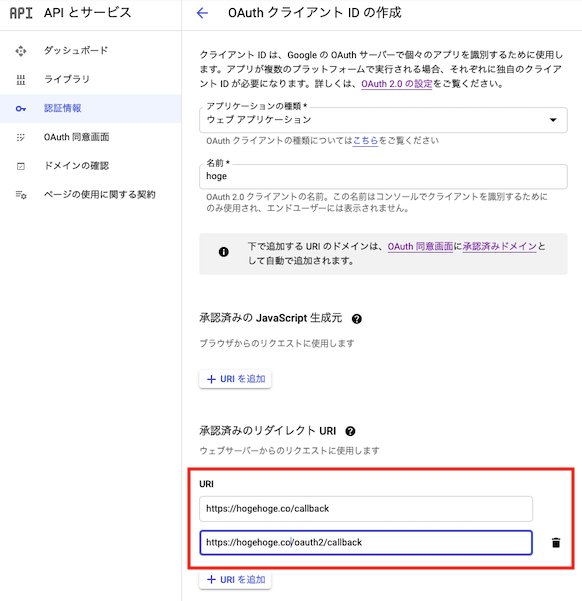 API APIとサービス
ダッシュボード
ライブラリ
認証情報
OAuth 同意画面
ドメインの確認
ページの使用に関する契約
OAuth クライアント ID の作成
クライアント ID は、Google の OAuth サーバーで個々のアプリを識別するために使用し
ます。アプリが複数のプラットフォームで実行される場合、それぞれに独自のクライアン
ト ID が必要になります。詳しくは、OAuth 2.0 の設定をご覧ください。
アプリケーションの種類 *
ウェブ アプリケーション
OAuth クライアントの種類についてはこちらをご覧ください
名前 *
hoge
OAuth 2.0 クライアントの名前。この名前はコンソールでクライアントを識別するために
のみ使用され、エンドユーザーには表示されません。
下で追加する URI のドメインは、OAuth 同意画面に承認済みドメインと
して自動で追加されます。
承認済みの JavaScript 生成元
ブラウザからのリクエストに使用します
+ URI を追加
承認済みのリダイレクト URI
ウェブサーバーからのリクエストに使用します
URI
https://hogehoge.co/callback
https://hogehoge.co/oauth2/callback
+ URI を追加